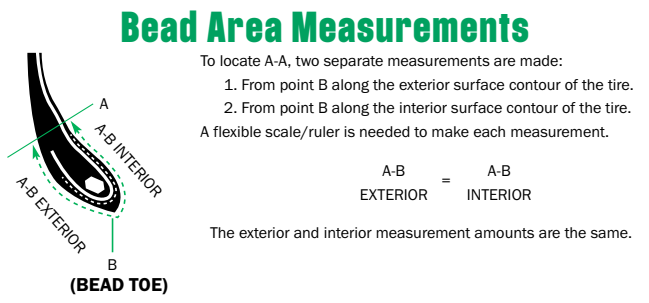 Bead Area Measurements
To locate A-A, two separate measurements are made:
1. From point B along the exterior surface contour of the tire.
2. From point B along the interior surface contour of the tire.
A flexible scale/ruler is needed to make each measurement.
A
A-B INTERIOR
A-B EXTERIOR
B
(BEAD TOE)
A-B A-B
EXTERIOR = INTERIOR
The exterior and interior measurement amounts are the same.